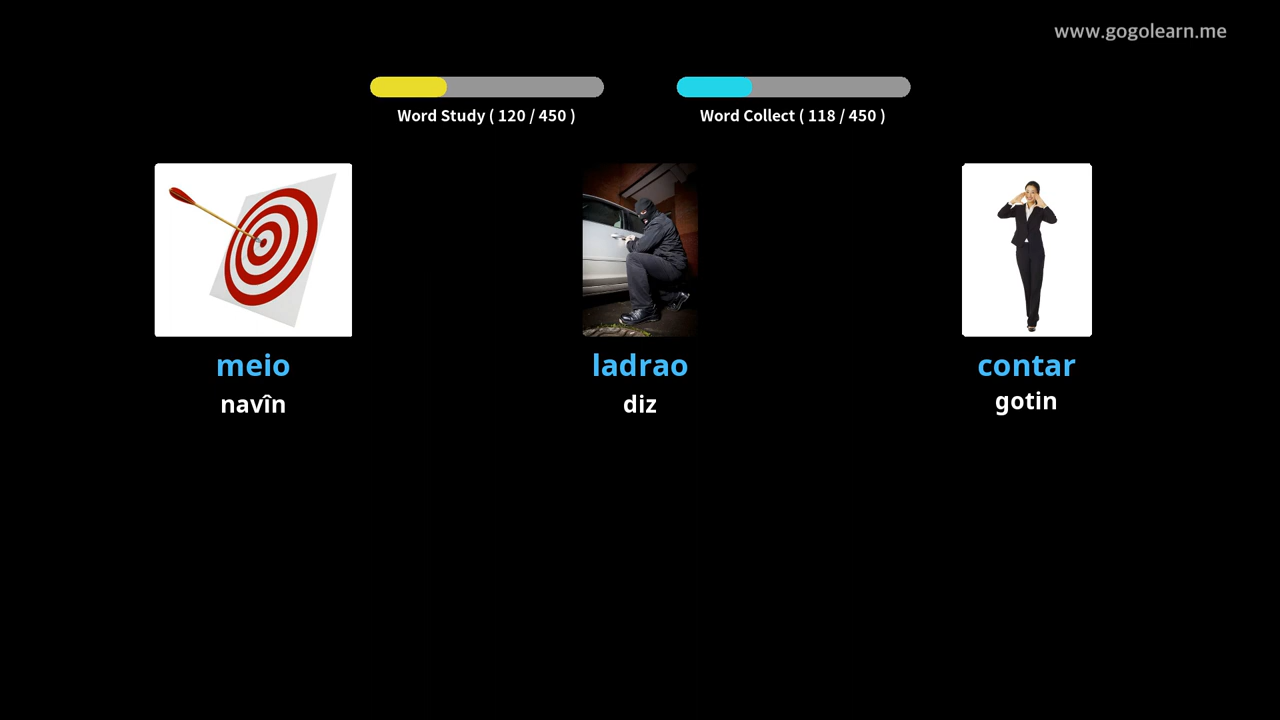 www.gogolearn.me
Word Study ( 120 / 450 )
Word Collect ( 118 / 450 )
meio
ladrao
contar
navîn
diz
gotin